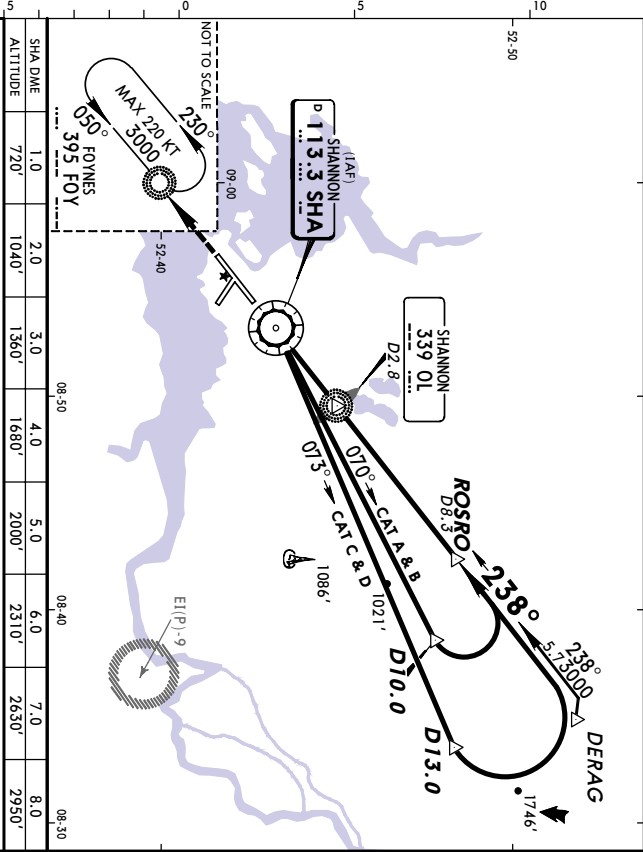 5
0
5
10
SHA DME 1.0 2.0 3.0 4.0 5.0 6.0 7.0 8.0
ALTITUDE 720' 1040' 1360' 1680' 2000' 2310' 2630' 2950'
NOT TO SCALE
MAX 220 KT
3000
230°
050°
FOYNES
395 FOY
52-50
52-40
09-00
08-50
08-40
08-30
(IAF)
SHANNON
D 113.3 SHA
SHANNON
339 OL
D2.8
ROSRO
D8.3
238°
238°
5.7 3000
DERAG
070° CAT A & B
073° CAT C & D
D10.0
D13.0
1021'
1086'
1746'
EI(P)-9